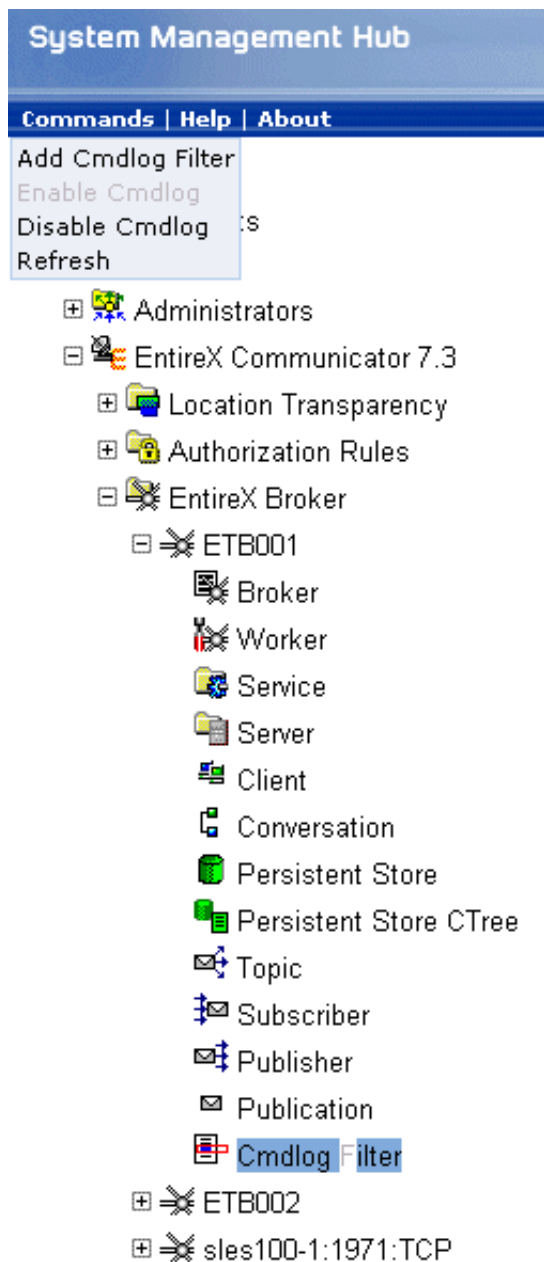 System Management Hub
Commands | Help | About
Add Cmdlog Filter
Enable Cmdlog
Disable Cmdlog
Refresh
Administrators
EntireX Communicator 7.3
Location Transparency
Authorization Rules
EntireX Broker
ETB001
Broker
Worker
Service
Server
Client
Conversation
Persistent Store
Persistent Store CTree
Topic
Subscriber
Publisher
Publication
Cmdlog Filter
ETB002
sles100-1:1971:TCP